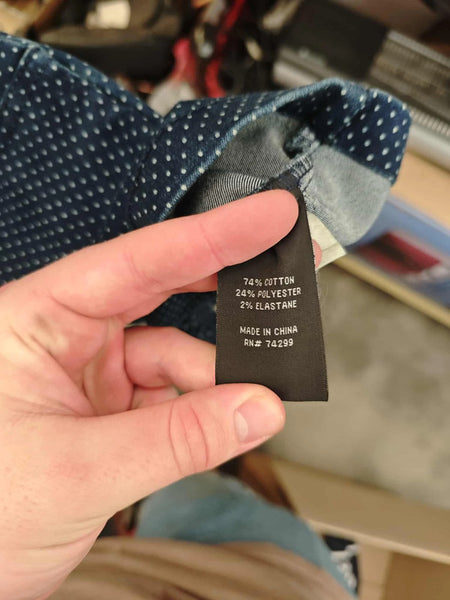 74% COTTON
24% POLYESTER
2% ELASTANE
MADE IN CHINA
RN# 74299